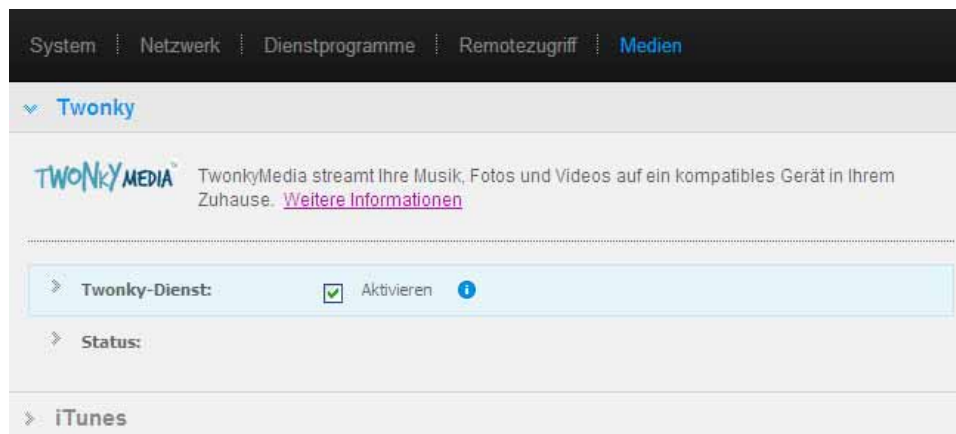 System Netzwerk Dienstprogramme Remotezugriff Medien
Twonky
TWONKY MEDIA™
TwonkyMedia streamt Ihre Musik, Fotos und Videos auf ein kompatibles Gerät in Ihrem
Zuhause. Weitere Informationen
Twonky-Dienst: Aktivieren
Status:
iTunes